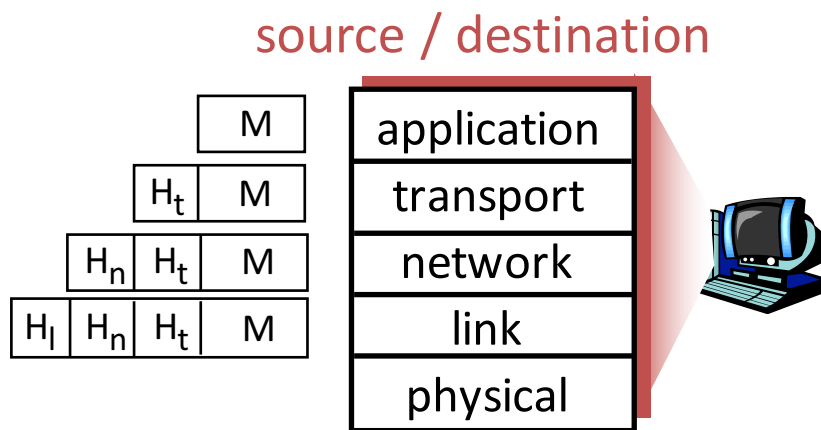 source / destination
M application
Hₜ M transport
Hₙ Hₜ M network
Hₗ Hₙ Hₜ M link
physical